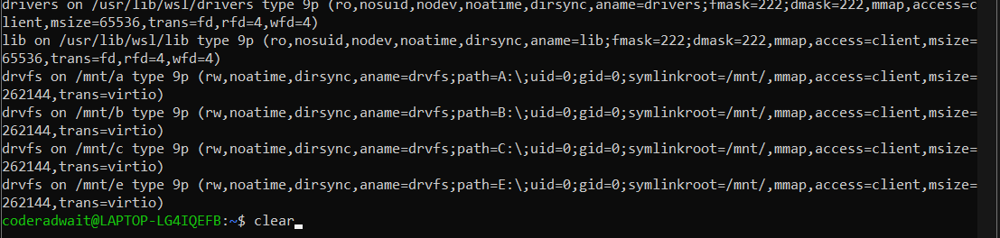 drivers on /usr/lib/wsl/drivers type 9p (ro,nosuid,nodev,noatime,dirsync,aname=drivers;fmask=222;dmask=222,mmap,access=c
lient,msize=65536,trans=fd,rfd=4,wfd=4)
lib on /usr/lib/wsl/lib type 9p (ro,nosuid,nodev,noatime,dirsync,aname=lib;fmask=222;dmask=222,mmap,access=client,msize=
65536,trans=fd,rfd=4,wfd=4)
drvfs on /mnt/a type 9p (rw,noatime,dirsync,aname=drvfs;path=A:\;uid=0;gid=0;symlinkroot=/mnt/,mmap,access=client,msize=
262144,trans=virtio)
drvfs on /mnt/b type 9p (rw,noatime,dirsync,aname=drvfs;path=B:\;uid=0;gid=0;symlinkroot=/mnt/,mmap,access=client,msize=
262144,trans=virtio)
drvfs on /mnt/c type 9p (rw,noatime,dirsync,aname=drvfs;path=C:\;uid=0;gid=0;symlinkroot=/mnt/,mmap,access=client,msize=
262144,trans=virtio)
drvfs on /mnt/e type 9p (rw,noatime,dirsync,aname=drvfs;path=E:\;uid=0;gid=0;symlinkroot=/mnt/,mmap,access=client,msize=
262144,trans=virtio)
coderadwait@LAPTOP-LG4IQEFB:~$ clear